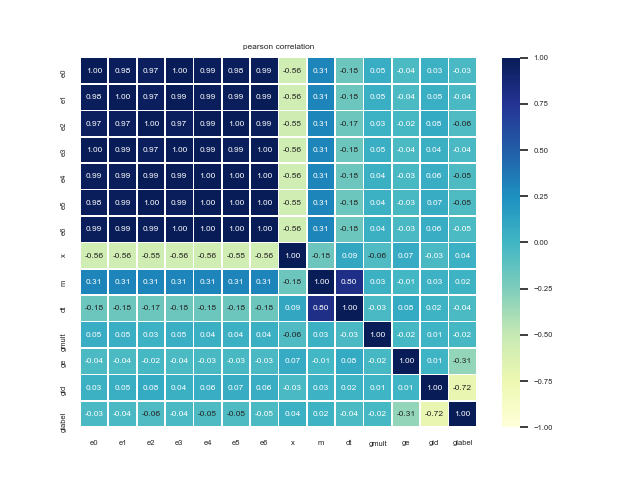 pearson correlation
e0 1.00 0.98 0.97 1.00 0.99 0.98 0.99 -0.56 0.31 -0.18 0.05 -0.04 0.03 -0.03
e1 0.98 1.00 0.97 0.99 0.99 0.99 0.99 -0.56 0.31 -0.18 0.05 -0.04 0.05 -0.04
e2 0.97 0.97 1.00 0.97 0.99 1.00 0.99 -0.55 0.31 -0.17 0.03 -0.02 0.08 -0.06
e3 1.00 0.99 0.97 1.00 0.99 0.99 1.00 -0.56 0.31 -0.18 0.05 -0.04 0.04 -0.04
e4 0.99 0.99 0.99 0.99 1.00 1.00 1.00 -0.56 0.31 -0.18 0.04 -0.03 0.06 -0.05
e5 0.98 0.99 1.00 0.99 1.00 1.00 1.00 -0.55 0.31 -0.18 0.04 -0.03 0.07 -0.05
e6 0.99 0.99 0.99 1.00 1.00 1.00 1.00 -0.56 0.31 -0.18 0.04 -0.03 0.06 -0.05
x -0.56 -0.56 -0.55 -0.56 -0.56 -0.55 -0.56 1.00 -0.18 0.09 -0.06 0.07 -0.03 0.04
m 0.31 0.31 0.31 0.31 0.31 0.31 0.31 -0.18 1.00 0.80 0.03 -0.01 0.03 0.02
dt -0.18 -0.18 -0.17 -0.18 -0.18 -0.18 -0.18 0.09 0.80 1.00 -0.03 0.08 0.02 -0.04
gmult 0.05 0.05 0.03 0.05 0.04 0.04 0.04 -0.06 0.03 -0.03 1.00 -0.02 0.01 -0.02
ge -0.04 -0.04 -0.02 -0.04 -0.03 -0.03 -0.03 0.07 -0.01 0.08 -0.02 1.00 0.01 -0.31
gid 0.03 0.05 0.08 0.04 0.06 0.07 0.06 -0.03 0.03 0.02 0.01 0.01 1.00 -0.72
glabel -0.03 -0.04 -0.06 -0.04 -0.05 -0.05 -0.05 0.04 0.02 -0.04 -0.02 -0.31 -0.72 1.00
e0 e1 e2 e3 e4 e5 e6 x m dt gmult ge gid glabel
1.00
0.75
0.50
0.25
0.00
−0.25
−0.50
−0.75
−1.00